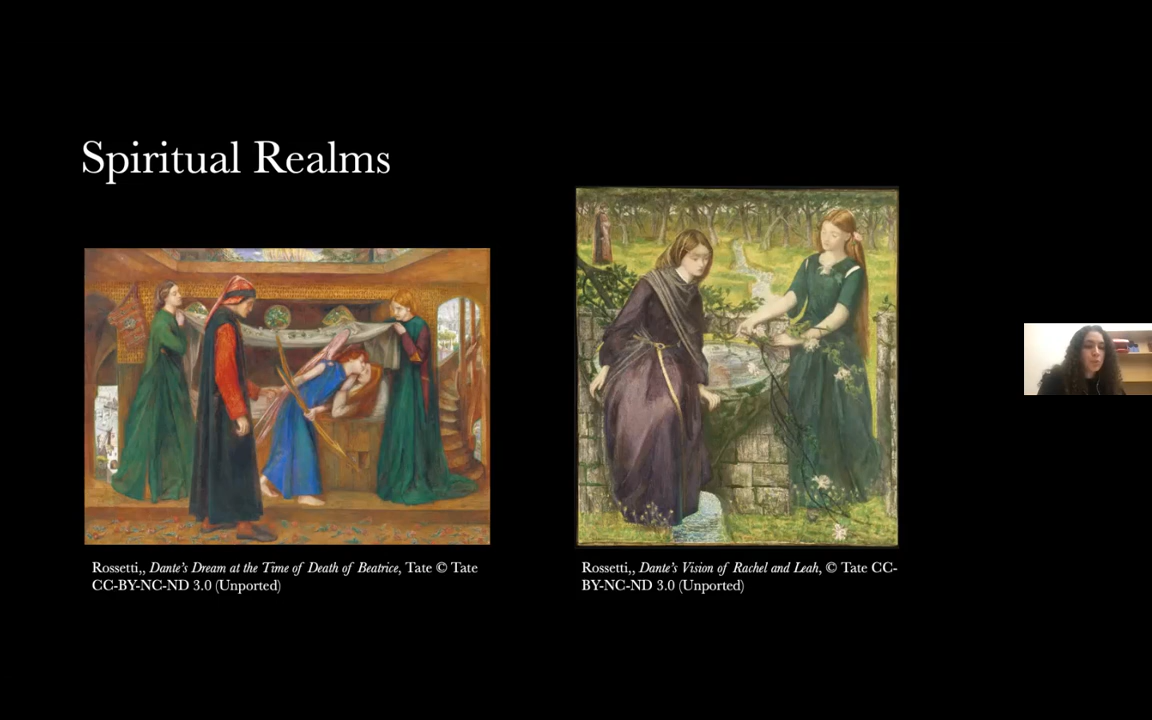 Spiritual Realms
Rossetti,, Dante's Dream at the Time of Death of Beatrice, Tate © Tate
CC-BY-NC-ND 3.0 (Unported)
Rossetti,, Dante's Vision of Rachel and Leah, © Tate CC-
BY-NC-ND 3.0 (Unported)